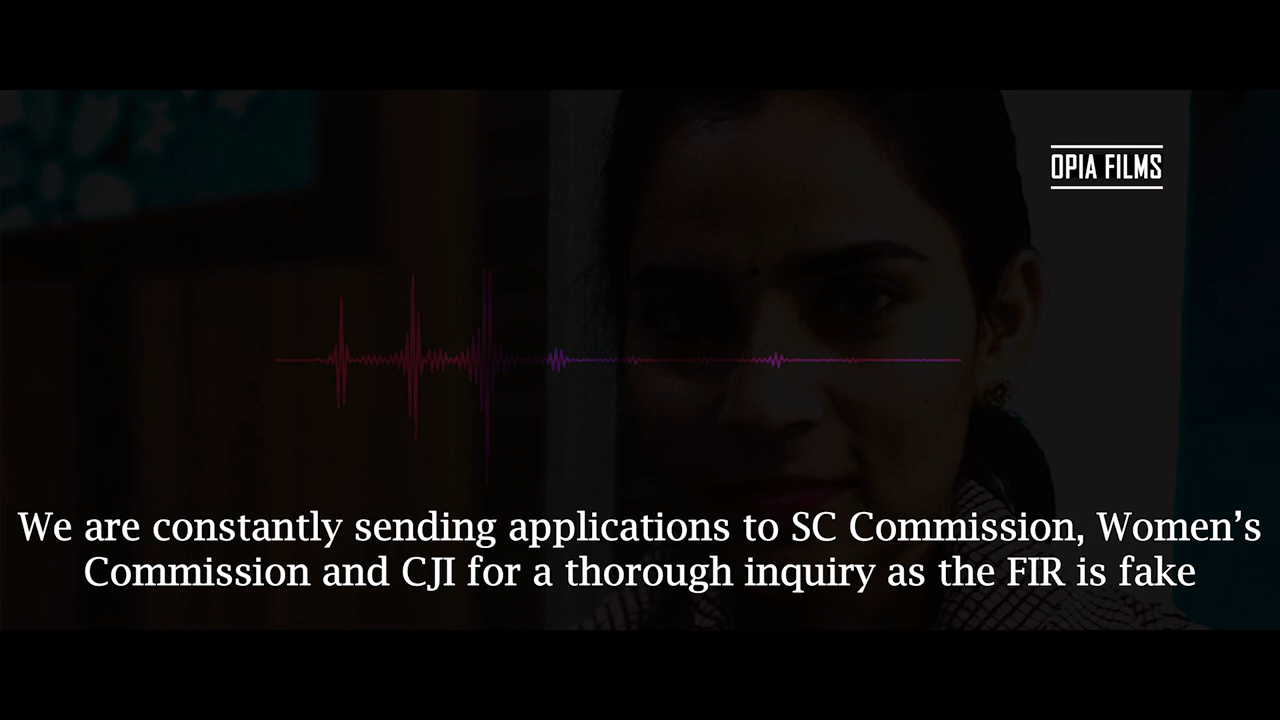 OPIA FILMS
We are constantly sending applications to SC Commission, Women’s
Commission and CJI for a thorough inquiry as the FIR is fake